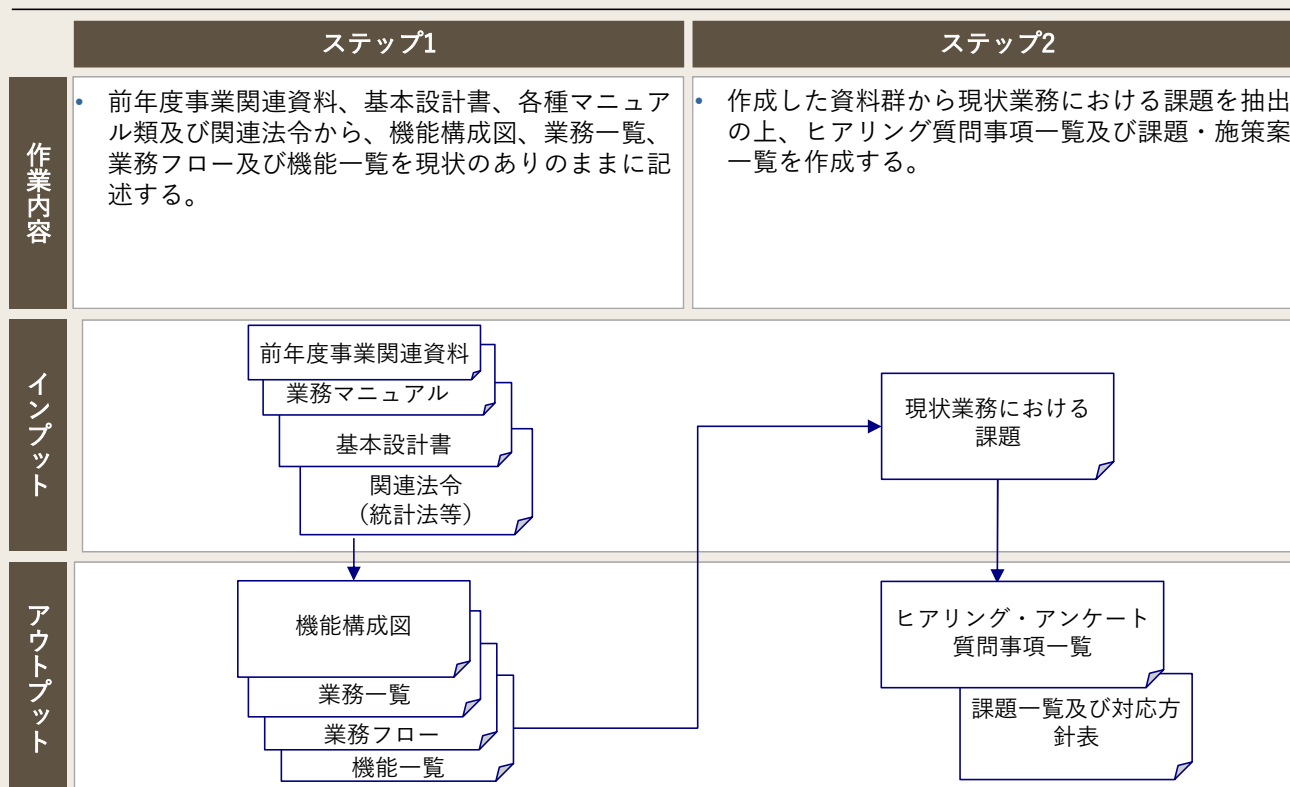 ステップ1
ステップ2
作業内容
• 前年度事業関連資料、基本設計書、各種マニュア
ル類及び関連法令から、機能構成図、業務一覧、
業務フロー及び機能一覧を現状のありのままに記
述する。
• 作成した資料群から現状業務における課題を抽出
の上、ヒアリング質問事項一覧及び課題・施策案
一覧を作成する。
インプット
前年度事業関連資料
業務マニュアル
基本設計書
関連法令
（統計法等）
現状業務における
課題
アウトプット
機能構成図
業務一覧
業務フロー
機能一覧
ヒアリング・アンケート
質問事項一覧
課題一覧及び対応方
針表